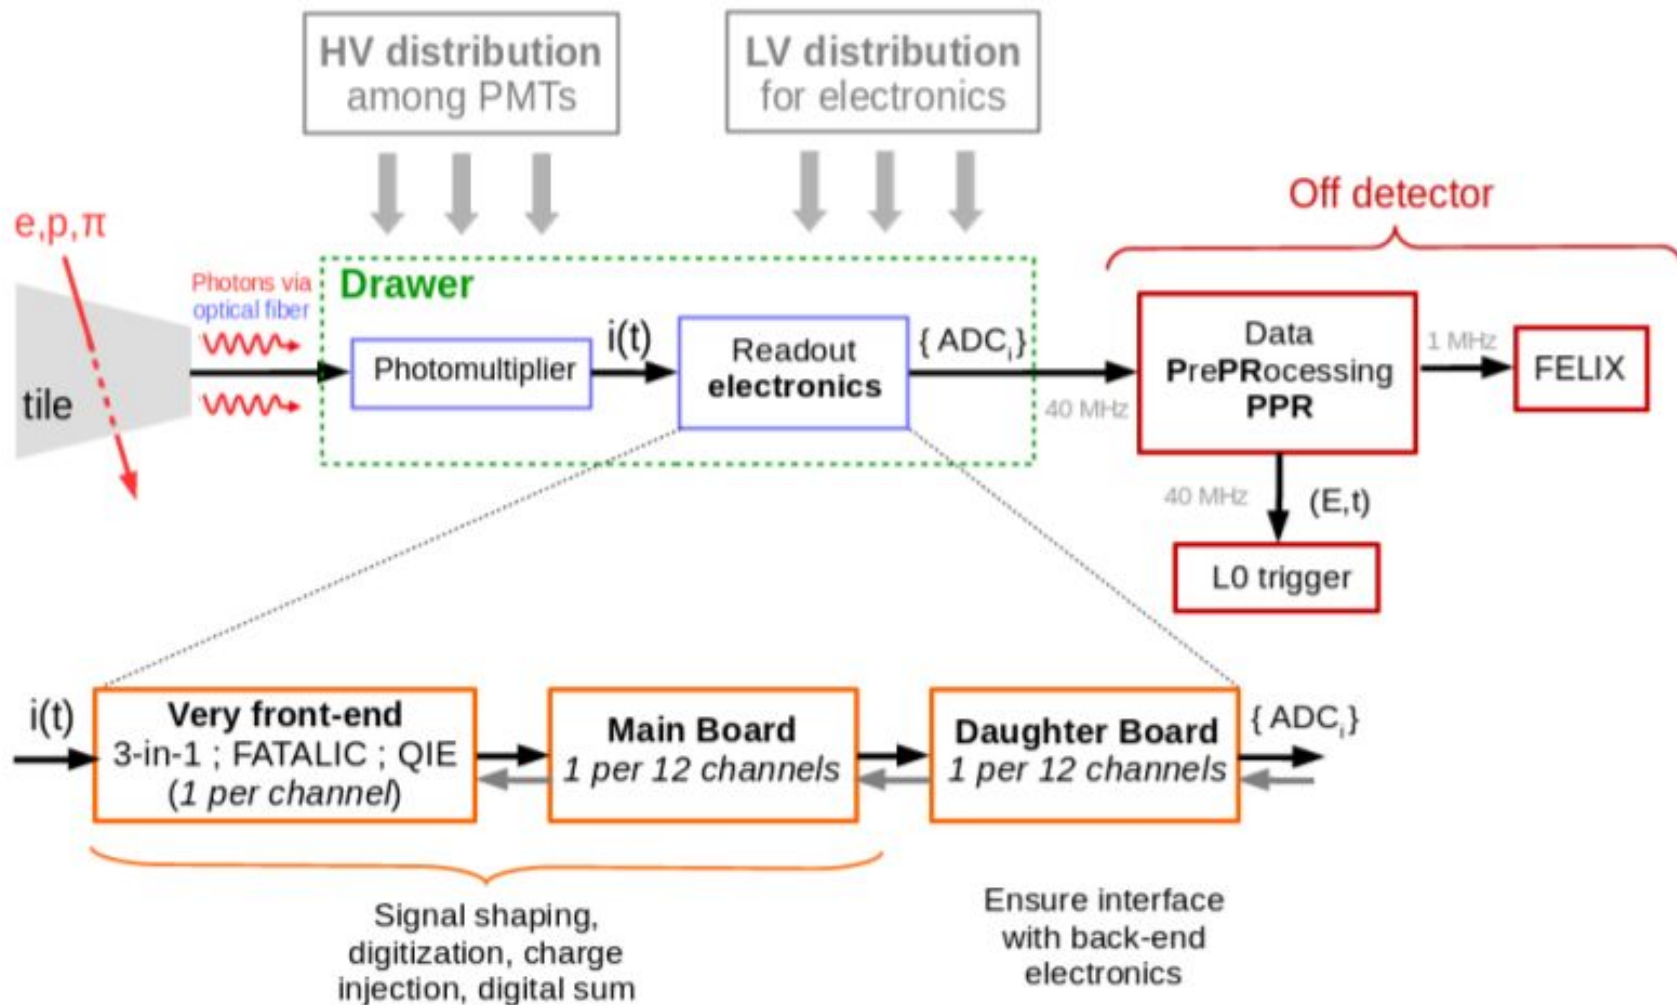 HV distribution
among PMTs
LV distribution
for electronics
Off detector
e,p,π
Photons via
optical fiber
Drawer
tile
Photomultiplier
i(t)
Readout
electronics
{ ADCi}
40 MHz
Data
PrePRocessing
PPR
1 MHz
FELIX
40 MHz
(E,t)
L0 trigger
i(t)
Very front-end
3-in-1 ; FATALIC ; QIE
(1 per channel)
Main Board
1 per 12 channels
Daughter Board
1 per 12 channels
{ ADCi}
Signal shaping,
digitization, charge
injection, digital sum
Ensure interface
with back-end
electronics